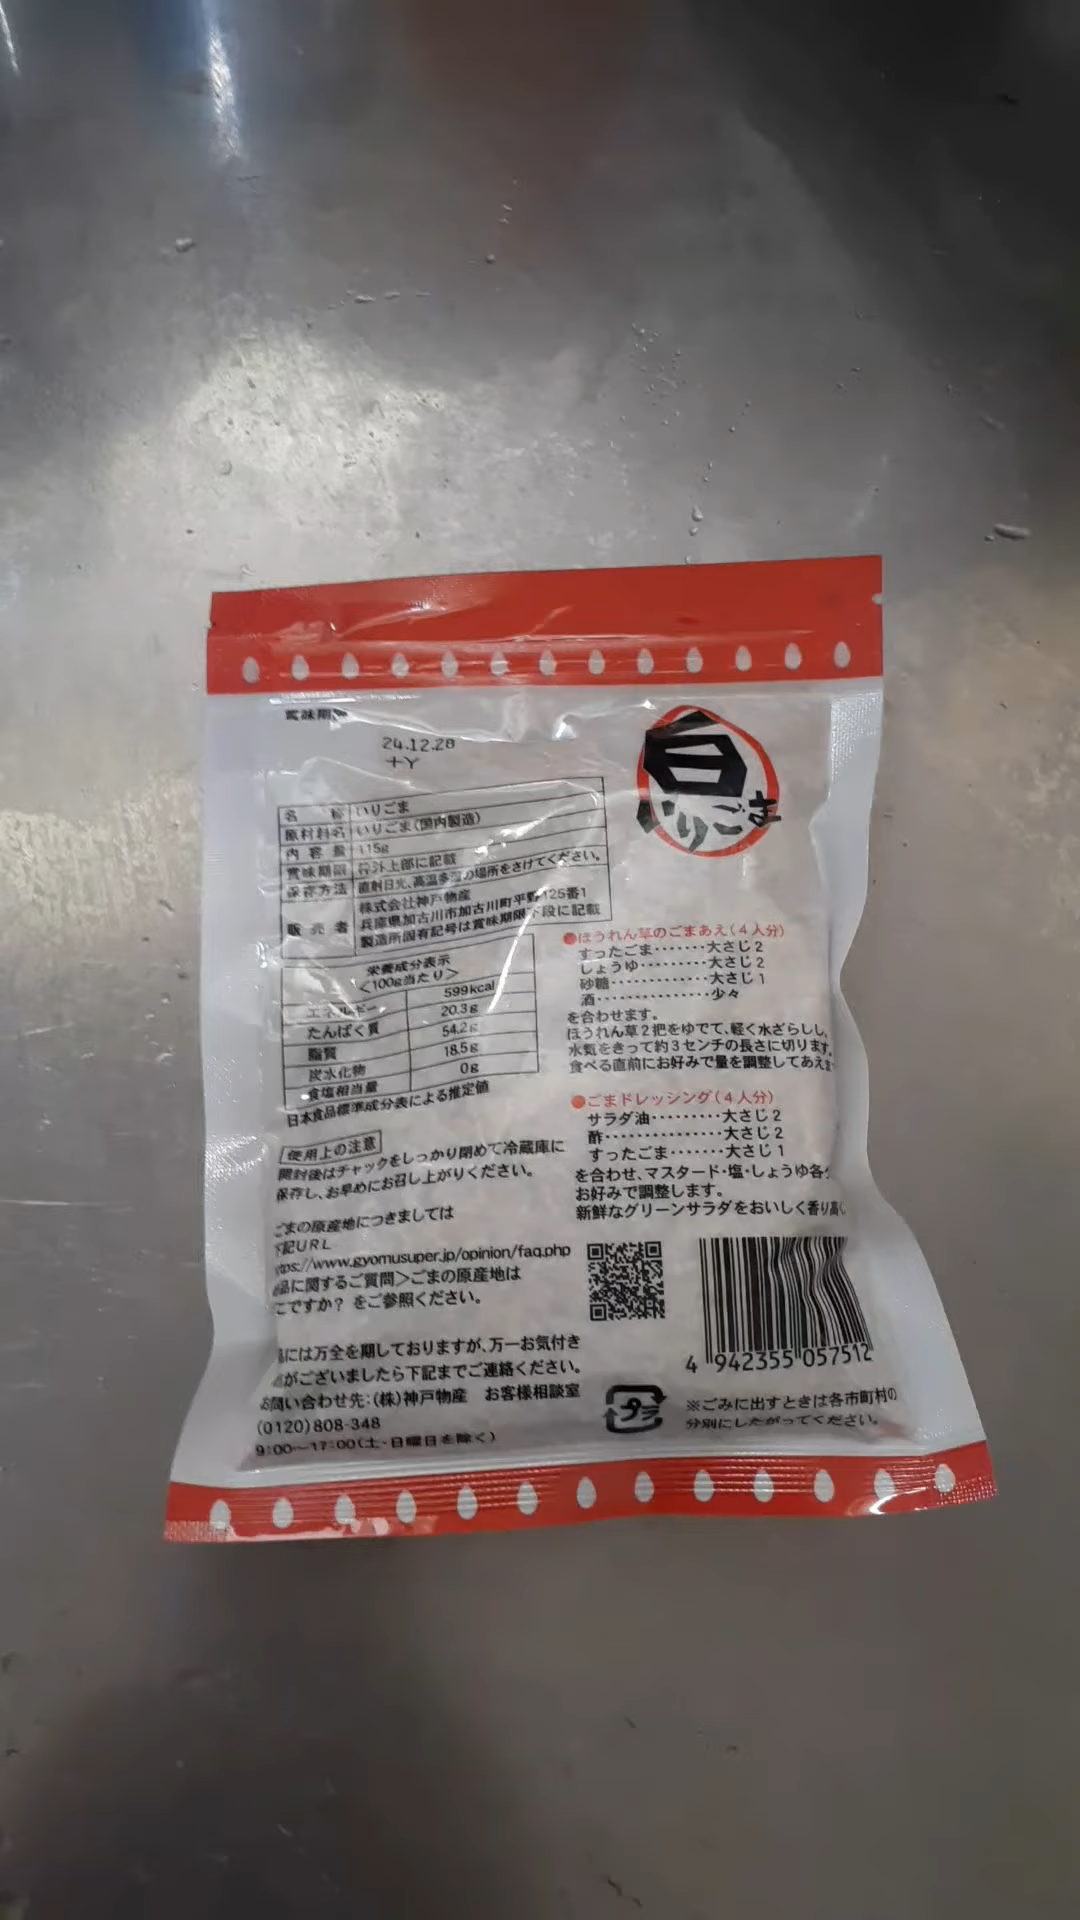 賞味期限
24.12.28
+Y
白
いりごま
名 称 いりごま
原材料名 いりごま(国内製造)
内容量 115g
賞味期限 枠外上部に記載
保存方法 直射日光、高温多湿の場所をさけてください。
販売者 株式会社神戸物産
兵庫県加古川市加古川町平野125番1
製造所固有記号は賞味期限下段に記載
栄養成分表示
<100g当たり>
エネルギー 599kcal
たんぱく質 20.3g
脂質 54.2g
炭水化物 18.5g
食塩相当量 0g
日本食品標準成分表による推定値
使用上の注意
開封後はチャックをしっかり閉めて冷蔵庫に
保存し、お早めにお召し上がりください。
ごまの原産地につきましては
下記URL
ps://www.gyomusuper.jp/opinion/faq.php
品に関するご質問>ごまの原産地は
こですか? をご参照ください。
には万全を期しておりますが、万一お気付き
がございましたら下記までご連絡ください。
お問い合わせ先:(株)神戸物産 お客様相談室
(0120)808-348
9:00〜17:00(土・日曜日を除く)
●ほうれん草のごまあえ(4人分)
すったごま・・・・・・・大さじ2
しょうゆ・・・・・・・・・大さじ2
砂糖・・・・・・・・・・・・大さじ1
酒・・・・・・・・・・・・・・少々
を合わせます。
ほうれん草2把をゆでて、軽く水ざらしし、
水気をきって約3センチの長さに切ります。
食べる直前にお好みで量を調整してあえま
●ごまドレッシング(4人分)
サラダ油・・・・・・・・・大さじ2
酢・・・・・・・・・・・・・・・大さじ2
すったごま・・・・・・・大さじ1
を合わせ、マスタード・塩・しょうゆ各
お好みで調整します。
新鮮なグリーンサラダをおいしく香り高
4 942355 057512
プラ
※ごみに出すときは各市町村の
分別にしたがってください。